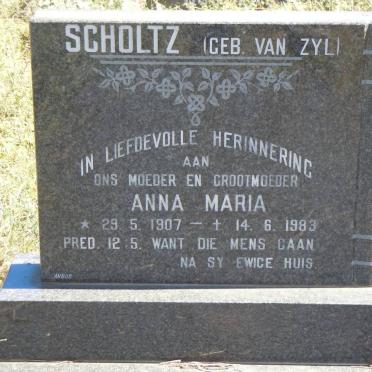 SCHOLTZ (GEB. VAN ZYL)
IN LIEFDEVOLLE HERINNERING
AAN
ONS MOEDER EN GROOTMOEDER
ANNA MARIA
* 29. 5. 1907 — † 14. 6. 1983
PRED. 12:5. WANT DIE MENS GAAN
NA SY EWIGE HUIS.